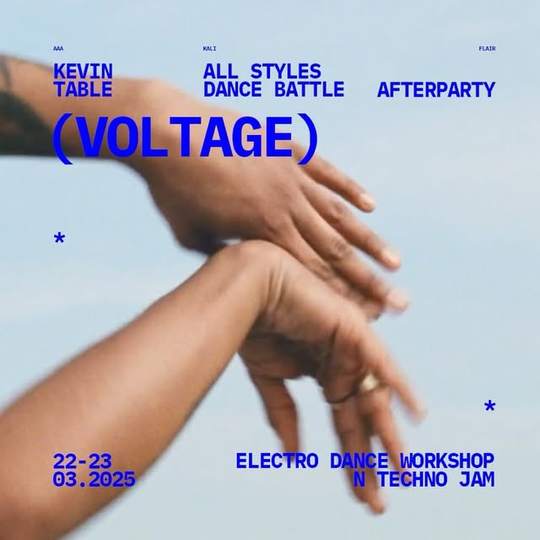 AAA
KALI
FLAIR
KEVIN
TABLE
ALL STYLES
DANCE BATTLE
AFTERPARTY
(VOLTAGE)
*
*
22-23
03.2025
ELECTRO DANCE WORKSHOP
N TECHNO JAM